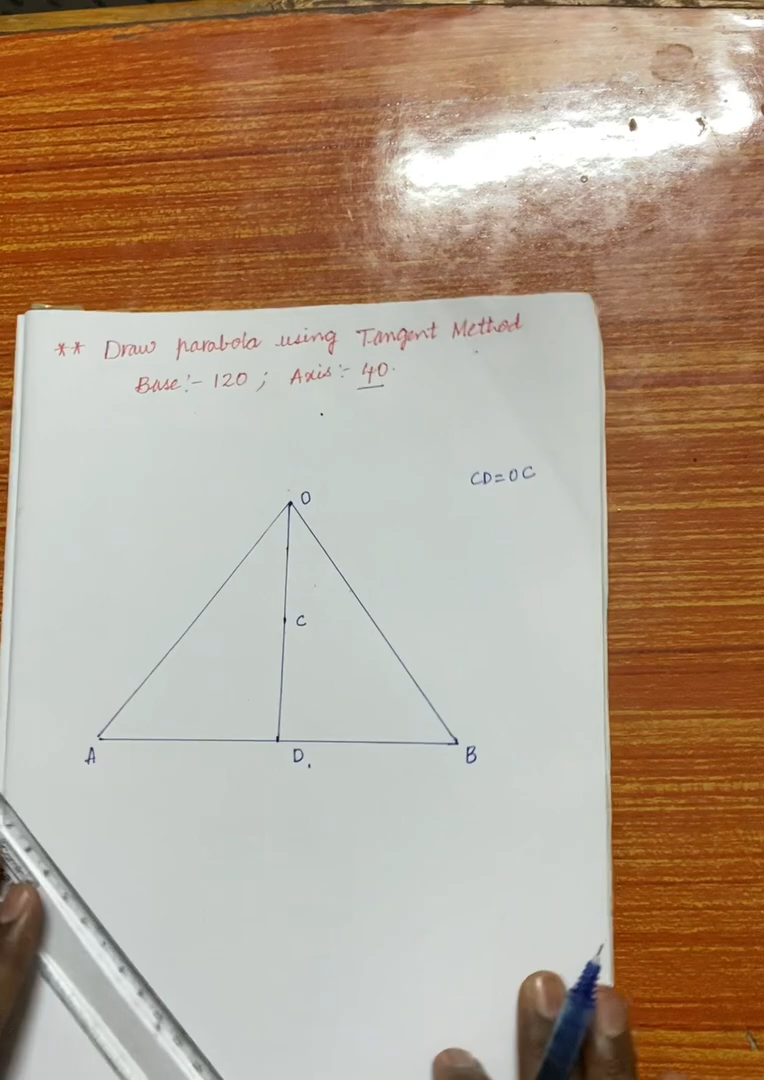 ** Draw parabola using Tangent Method
Base:- 120 ; Axis:- 40.
CD=OC
O
C
A
D.
B